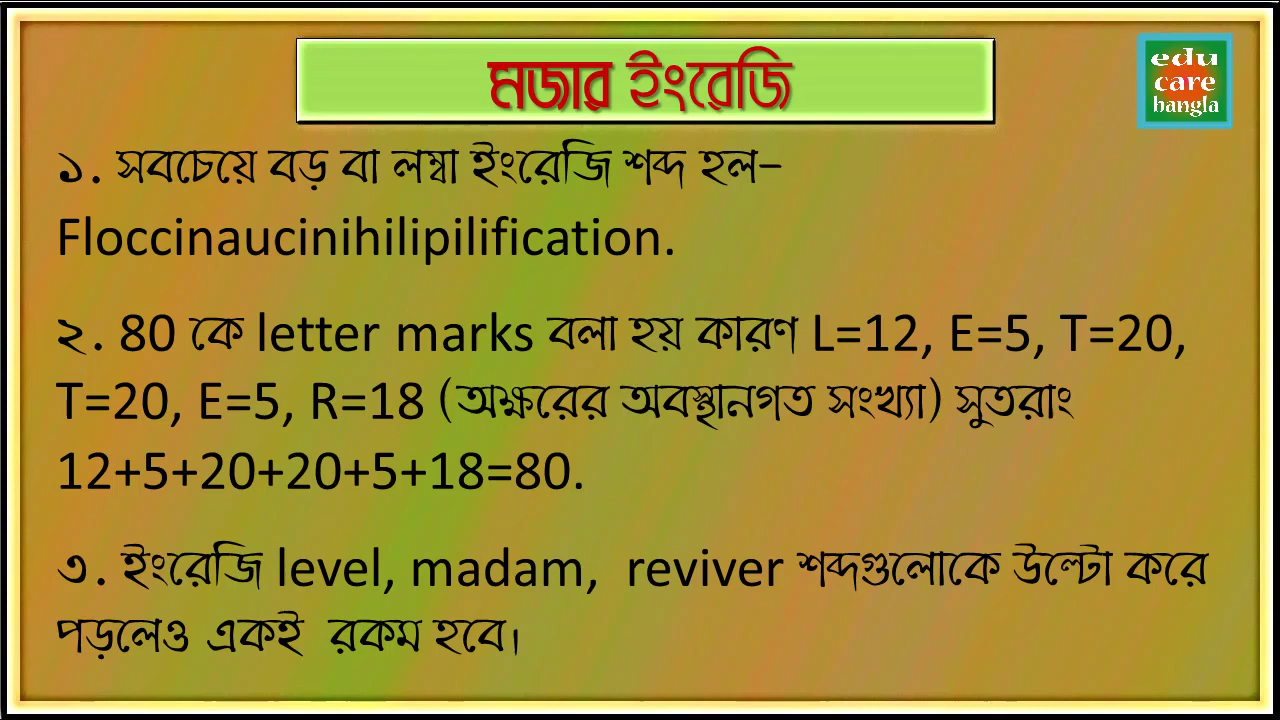 মজার ইংরেজি
edu
care
bangla
১. সবচেয়ে বড় বা লম্বা ইংরেজি শব্দ হল–
Floccinaucinihilipilification.
২. 80 কে letter marks বলা হয় কারণ L=12, E=5, T=20,
T=20, E=5, R=18 (অক্ষরের অবস্থানগত সংখ্যা) সুতরাং
12+5+20+20+5+18=80.
৩. ইংরেজি level, madam, reviver শব্দগুলোকে উল্টো করে
পড়লেও একই রকম হবে।